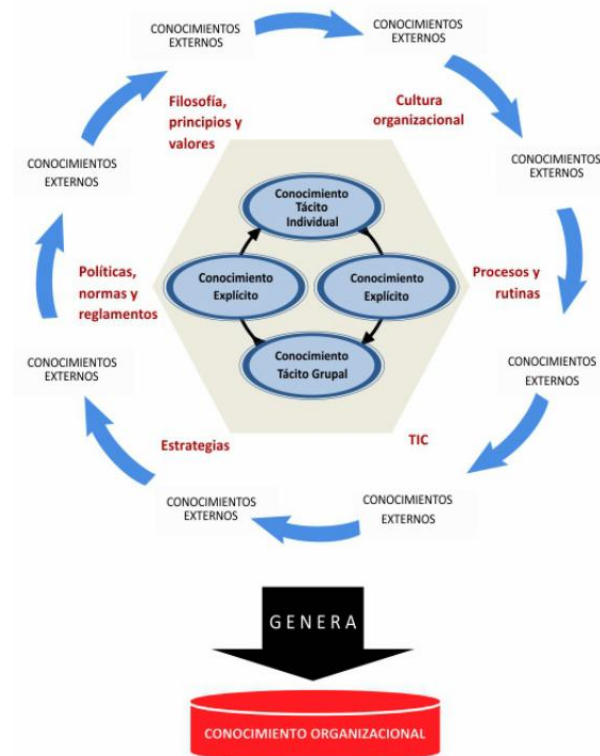 CONOCIMIENTOS
EXTERNOS
CONOCIMIENTOS
EXTERNOS
Filosofía,
principios y
valores
Cultura
organizacional
CONOCIMIENTOS
EXTERNOS
CONOCIMIENTOS
EXTERNOS
Conocimiento
Tácito
Individual
Políticas,
normas y
reglamentos
Conocimiento
Explícito
Conocimiento
Explícito
Procesos y
rutinas
CONOCIMIENTOS
EXTERNOS
Conocimiento
Tácito Grupal
CONOCIMIENTOS
EXTERNOS
Estrategias
TIC
CONOCIMIENTOS
EXTERNOS
CONOCIMIENTOS
EXTERNOS
GENERA
CONOCIMIENTO ORGANIZACIONAL